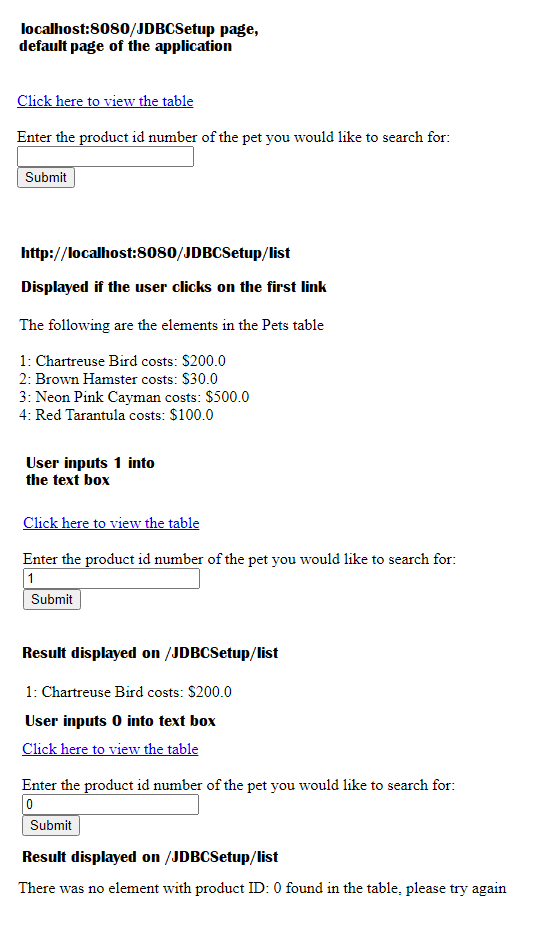 localhost:8080/JDBCSetup page,
default page of the application
Click here to view the table
Enter the product id number of the pet you would like to search for:
Submit
http://localhost:8080/JDBCSetup/list
Displayed if the user clicks on the first link
The following are the elements in the Pets table
1: Chartreuse Bird costs: $200.0
2: Brown Hamster costs: $30.0
3: Neon Pink Cayman costs: $500.0
4: Red Tarantula costs: $100.0
User inputs 1 into
the text box
Click here to view the table
Enter the product id number of the pet you would like to search for:
1
Submit
Result displayed on /JDBCSetup/list
1: Chartreuse Bird costs: $200.0
User inputs 0 into text box
Click here to view the table
Enter the product id number of the pet you would like to search for:
0
Submit
Result displayed on /JDBCSetup/list
There was no element with product ID: 0 found in the table, please try again